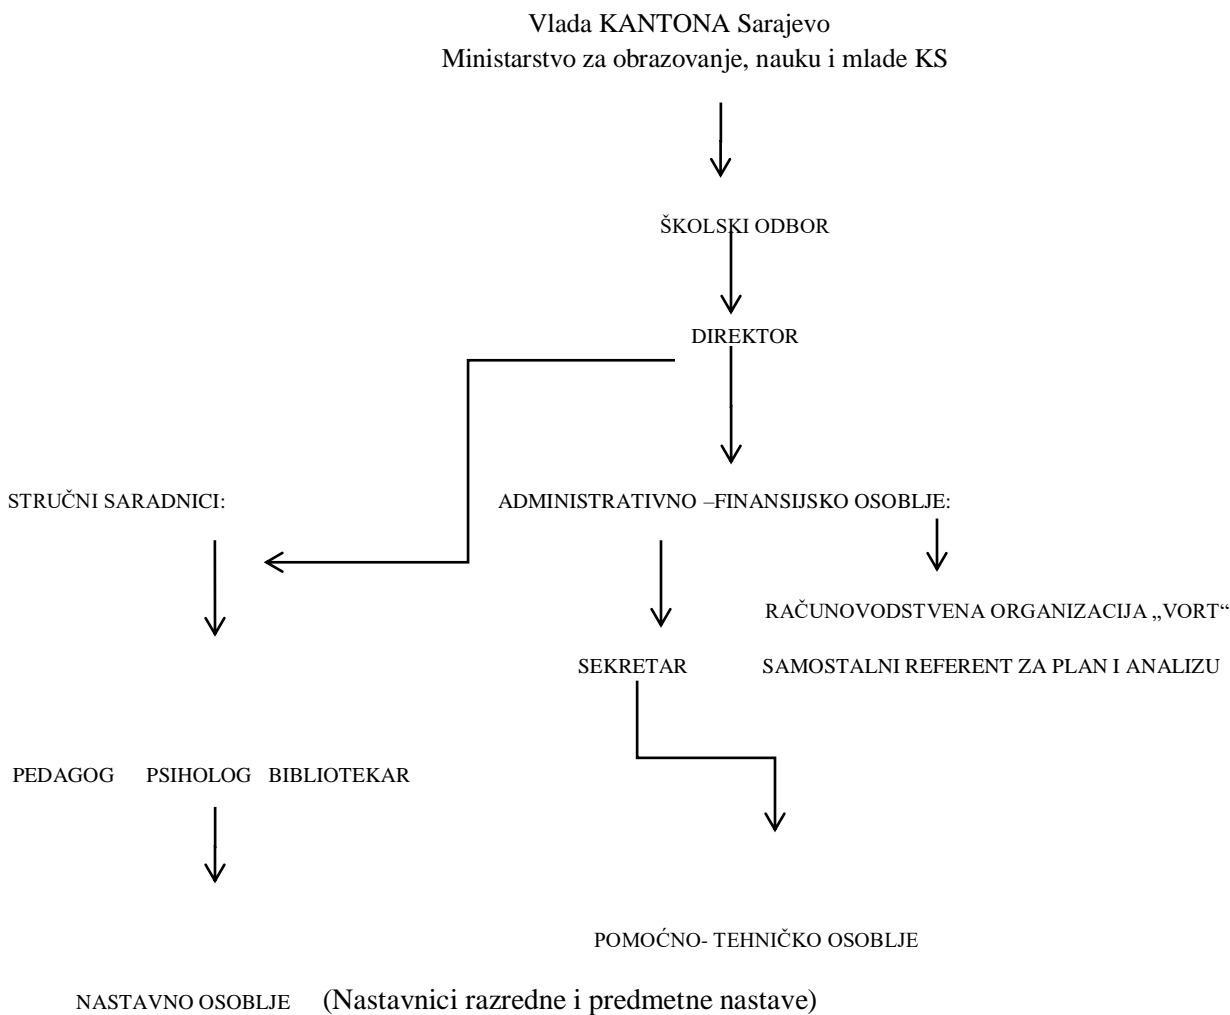 Vlada KANTONA Sarajevo
Ministarstvo za obrazovanje, nauku i mlade KS
ŠKOLSKI ODBOR
DIREKTOR
STRUČNI SARADNICI:
ADMINISTRATIVNO –FINANSIJSKO OSOBLJE:
RAČUNOVODSTVENA ORGANIZACIJA „VORT“
SEKRETAR
SAMOSTALNI REFERENT ZA PLAN I ANALIZU
PEDAGOG PSIHOLOG BIBLIOTEKAR
POMOĆNO- TEHNIČKO OSOBLJE
NASTAVNO OSOBLJE (Nastavnici razredne i predmetne nastave)